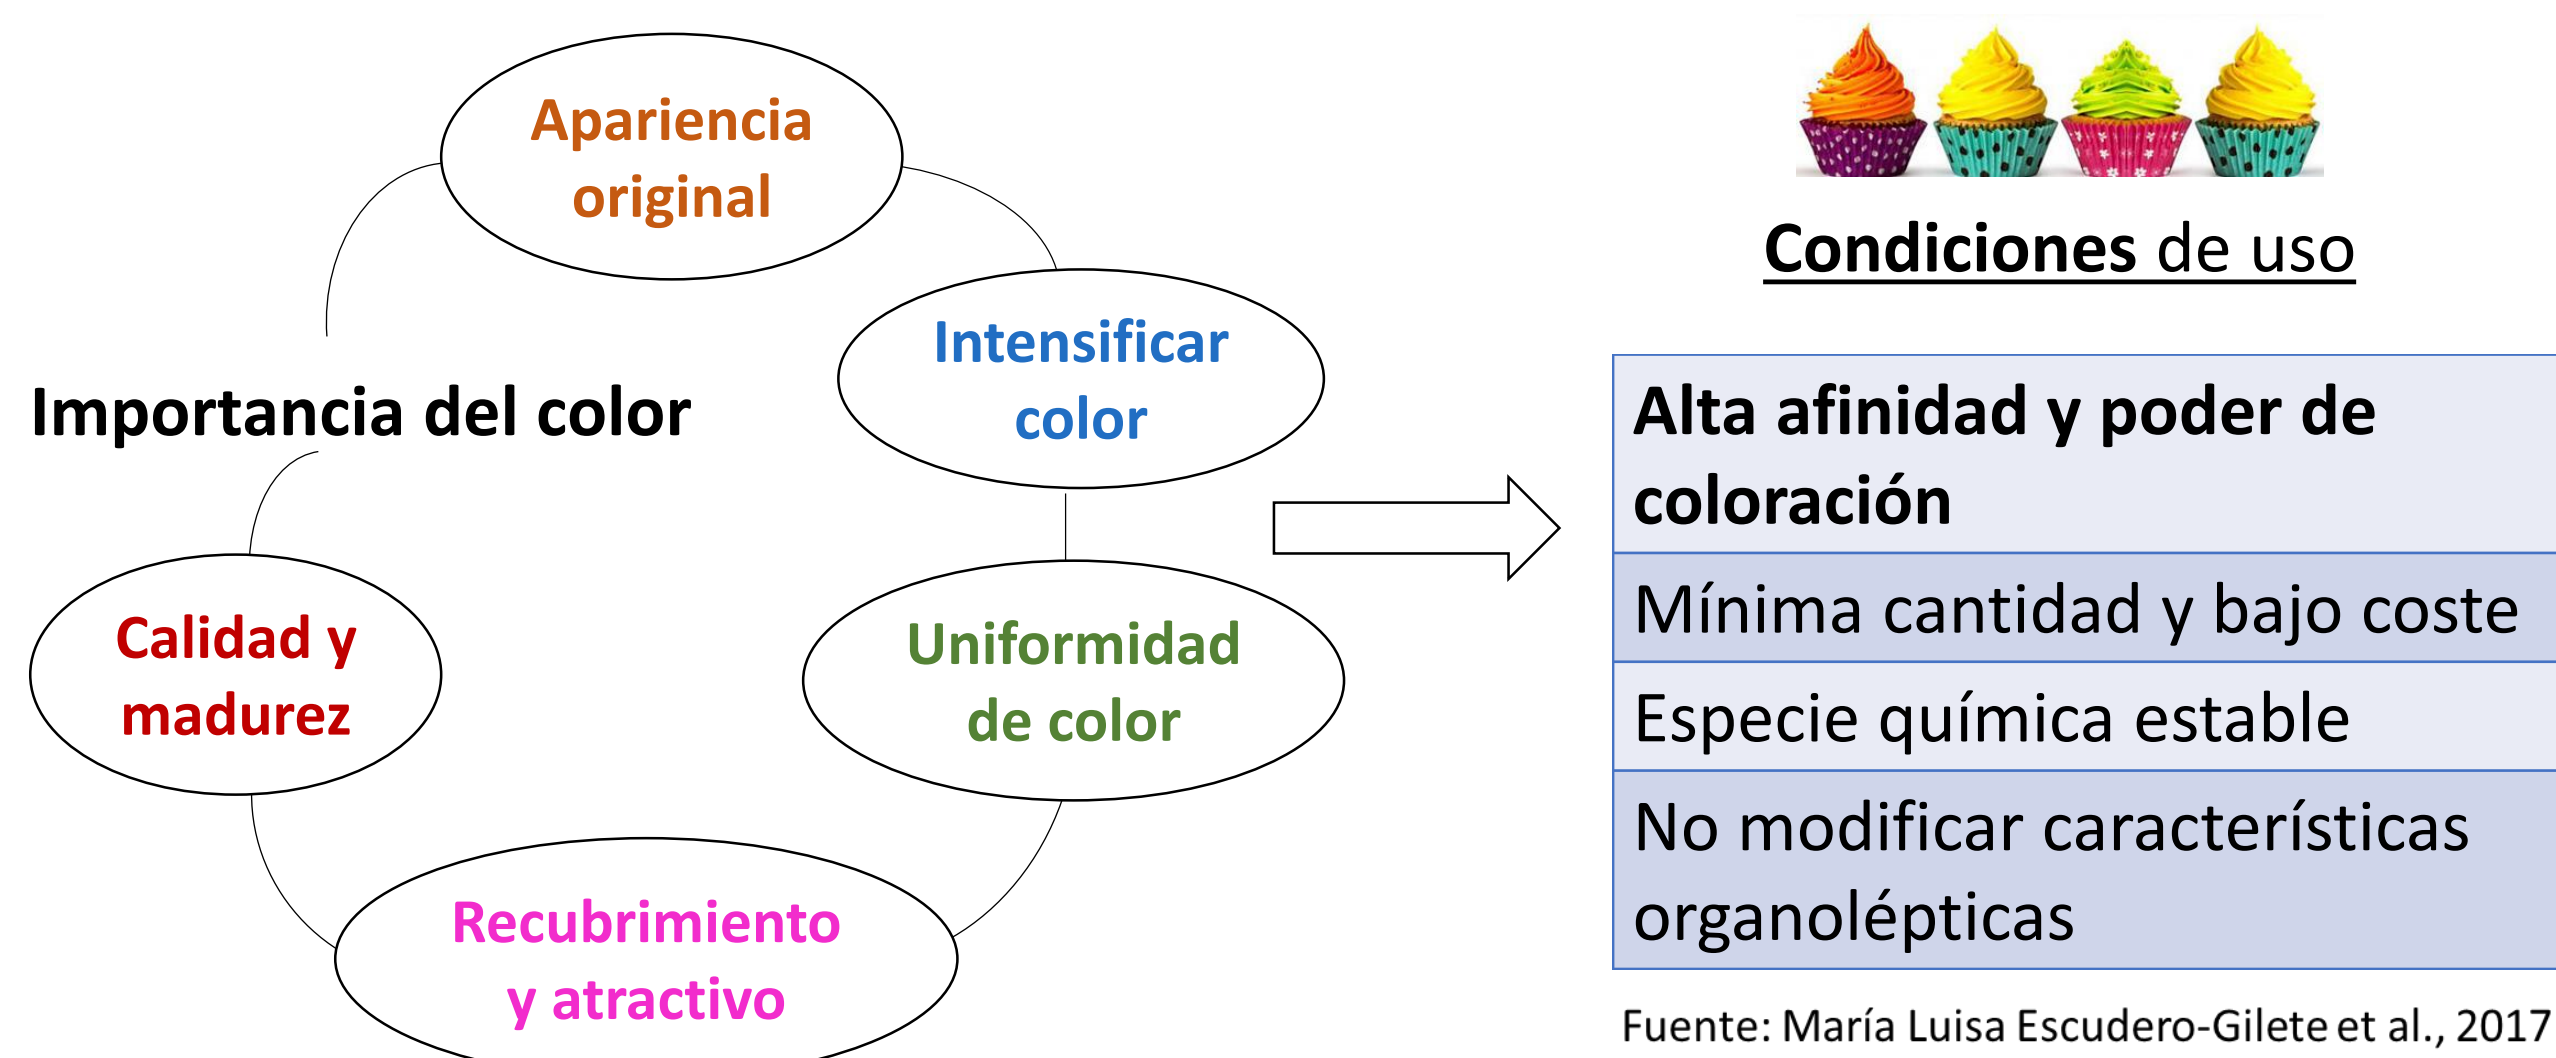 Apariencia
original
Intensificar
color
Importancia del color
Uniformidad
de color
Calidad y
madurez
Recubrimiento
y atractivo
Condiciones de uso
Alta afinidad y poder de
coloración
Mínima cantidad y bajo coste
Especie química estable
No modificar características
organolépticas
Fuente: María Luisa Escudero-Gilete et al., 2017